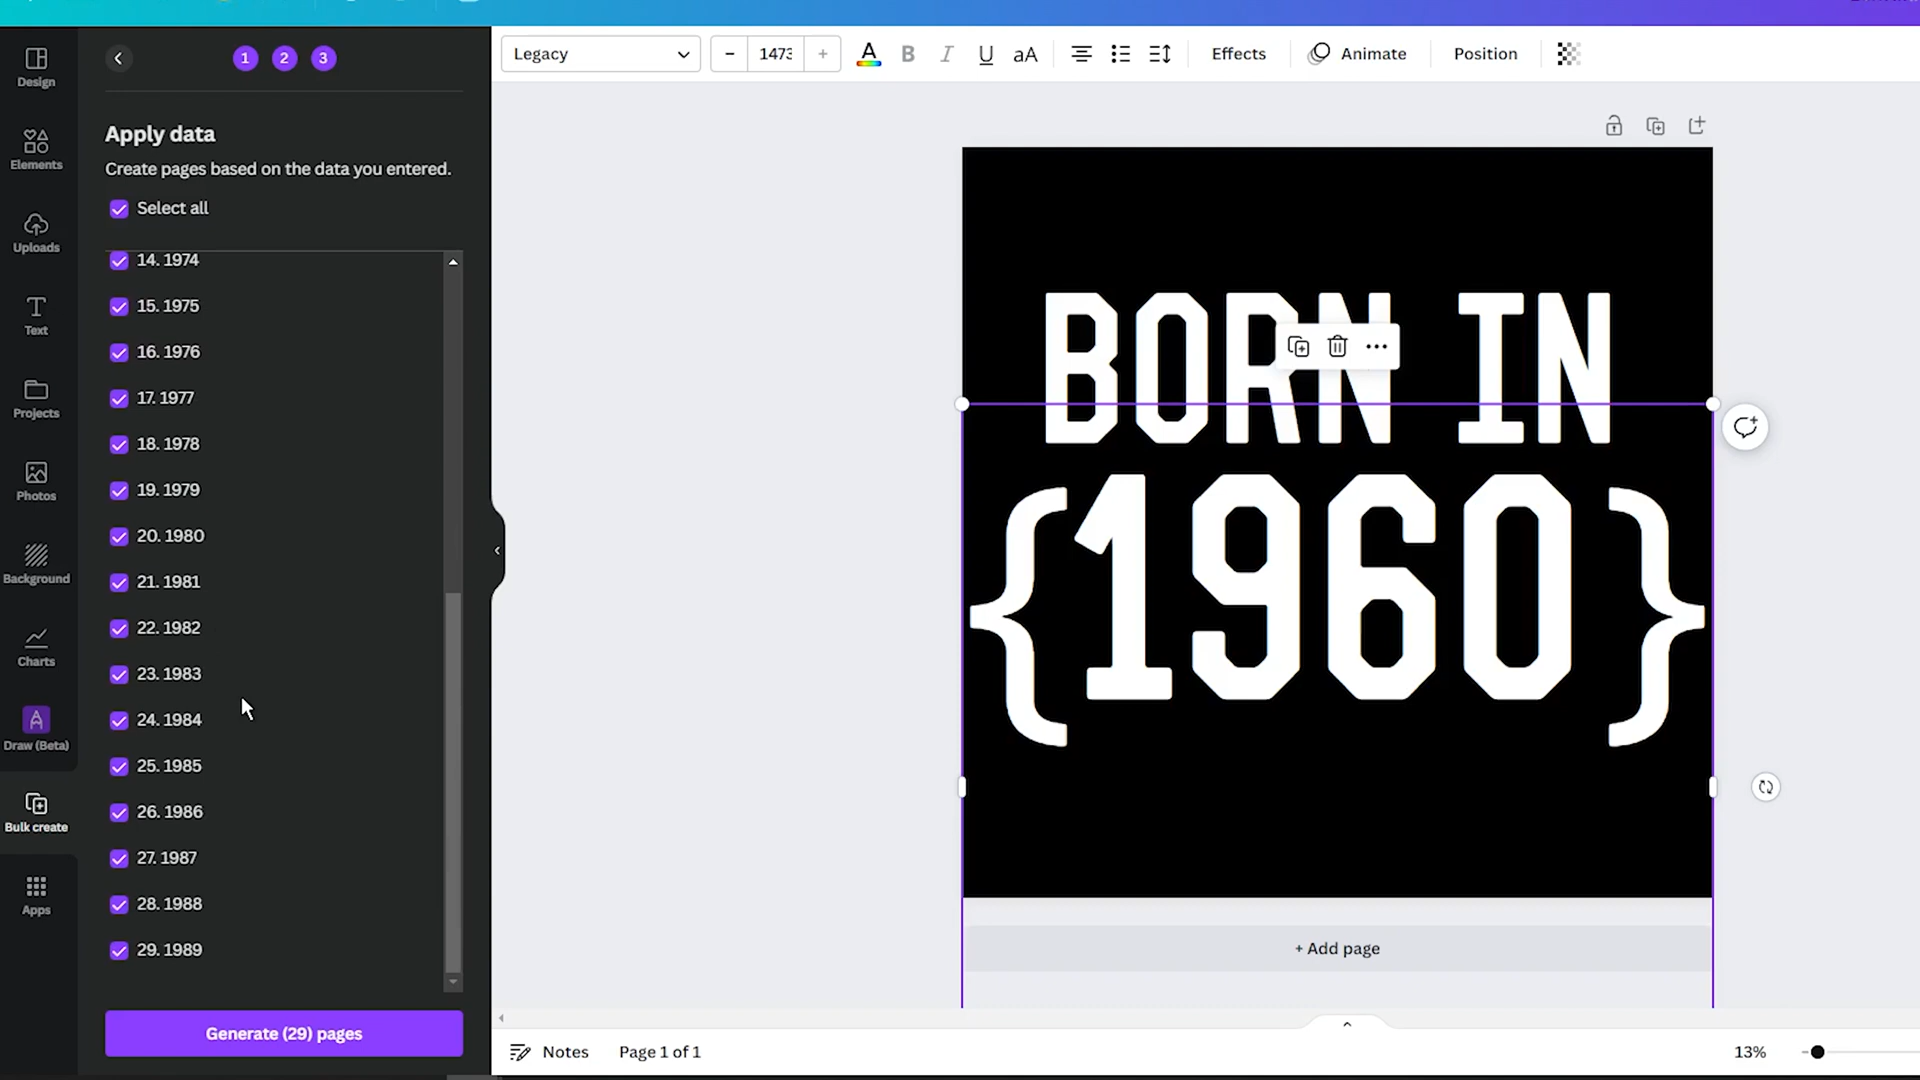 Design
Elements
Uploads
Text
Projects
Photos
Background
Charts
Draw (Beta)
Bulk create
Apps
1 2 3
Apply data
Create pages based on the data you entered.
Select all
14. 1974
15. 1975
16. 1976
17. 1977
18. 1978
19. 1979
20. 1980
21. 1981
22. 1982
23. 1983
24. 1984
25. 1985
26. 1986
27. 1987
28. 1988
29. 1989
Generate (29) pages
Legacy – 1473 + A B I U aA Effects Animate Position
BORN IN
{1960}
+ Add page
Notes Page 1 of 1 13%